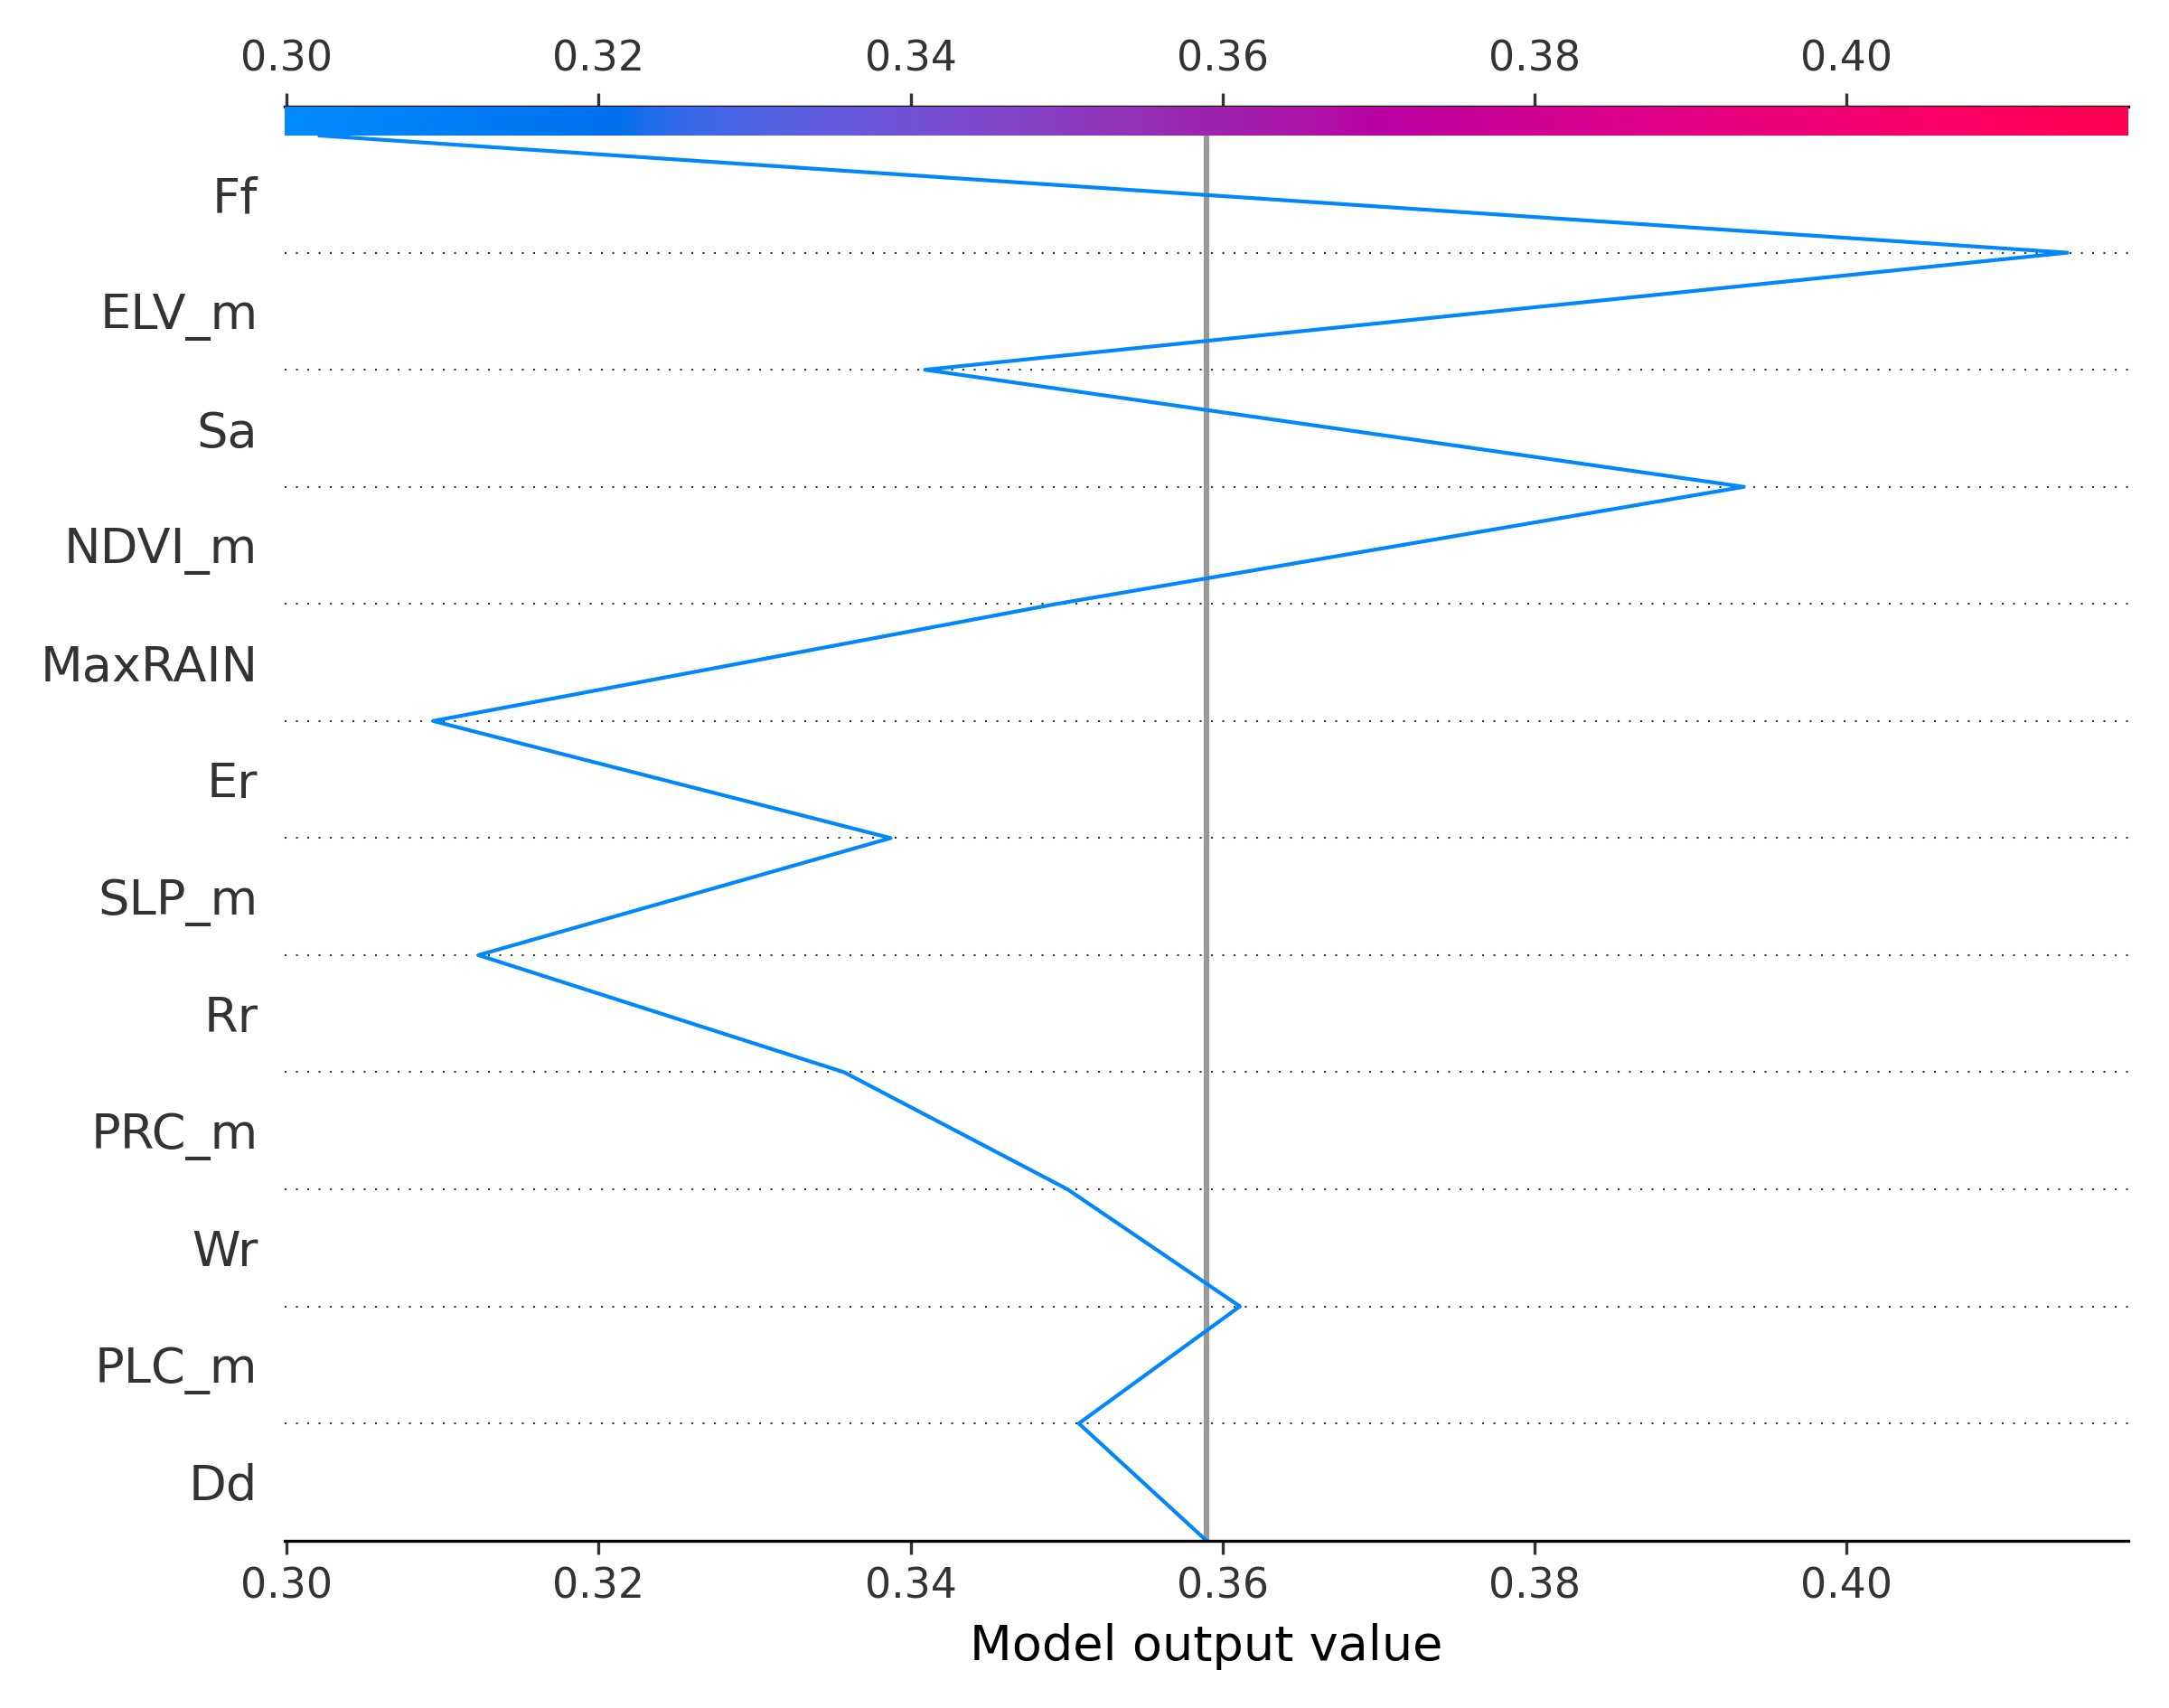 0.30 0.32 0.34 0.36 0.38 0.40
Ff
ELV_m
Sa
NDVI_m
MaxRAIN
Er
SLP_m
Rr
PRC_m
Wr
PLC_m
Dd
0.30 0.32 0.34 0.36 0.38 0.40
Model output value